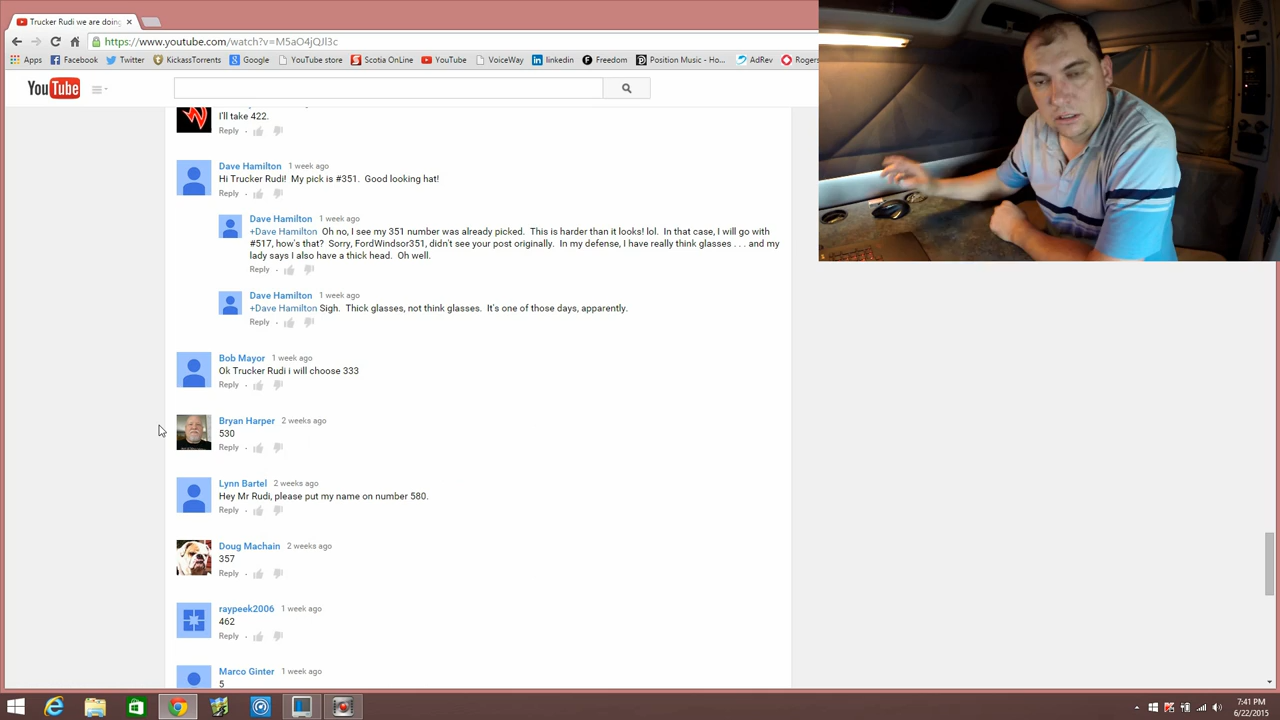 Trucker Rudi we are doing
https://www.youtube.com/watch?v=M5aO4jQJl3c
Apps Facebook Twitter KickassTorrents Google YouTube store Scotia OnLine YouTube VoiceWay linkedin Freedom Position Music - Ho... AdRev Rogers
YouTube
I'll take 422.
Reply
Dave Hamilton 1 week ago
Hi Trucker Rudi! My pick is #351. Good looking hat!
Reply
Dave Hamilton 1 week ago
+Dave Hamilton Oh no, I see my 351 number was already picked. This is harder than it looks! lol. In that case, I will go with
#517, how's that? Sorry, FordWindsor351, didn't see your post originally. In my defense, I have really think glasses . . . and my
lady says I also have a thick head. Oh well.
Reply
Dave Hamilton 1 week ago
+Dave Hamilton Sigh. Thick glasses, not think glasses. It's one of those days, apparently.
Reply
Bob Mayor 1 week ago
Ok Trucker Rudi i will choose 333
Reply
Bryan Harper 2 weeks ago
530
Reply
Lynn Bartel 2 weeks ago
Hey Mr Rudi, please put my name on number 580.
Reply
Doug Machain 2 weeks ago
357
Reply
raypeek2006 1 week ago
462
Reply
Marco Ginter 1 week ago
5
7:41 PM
6/22/2015